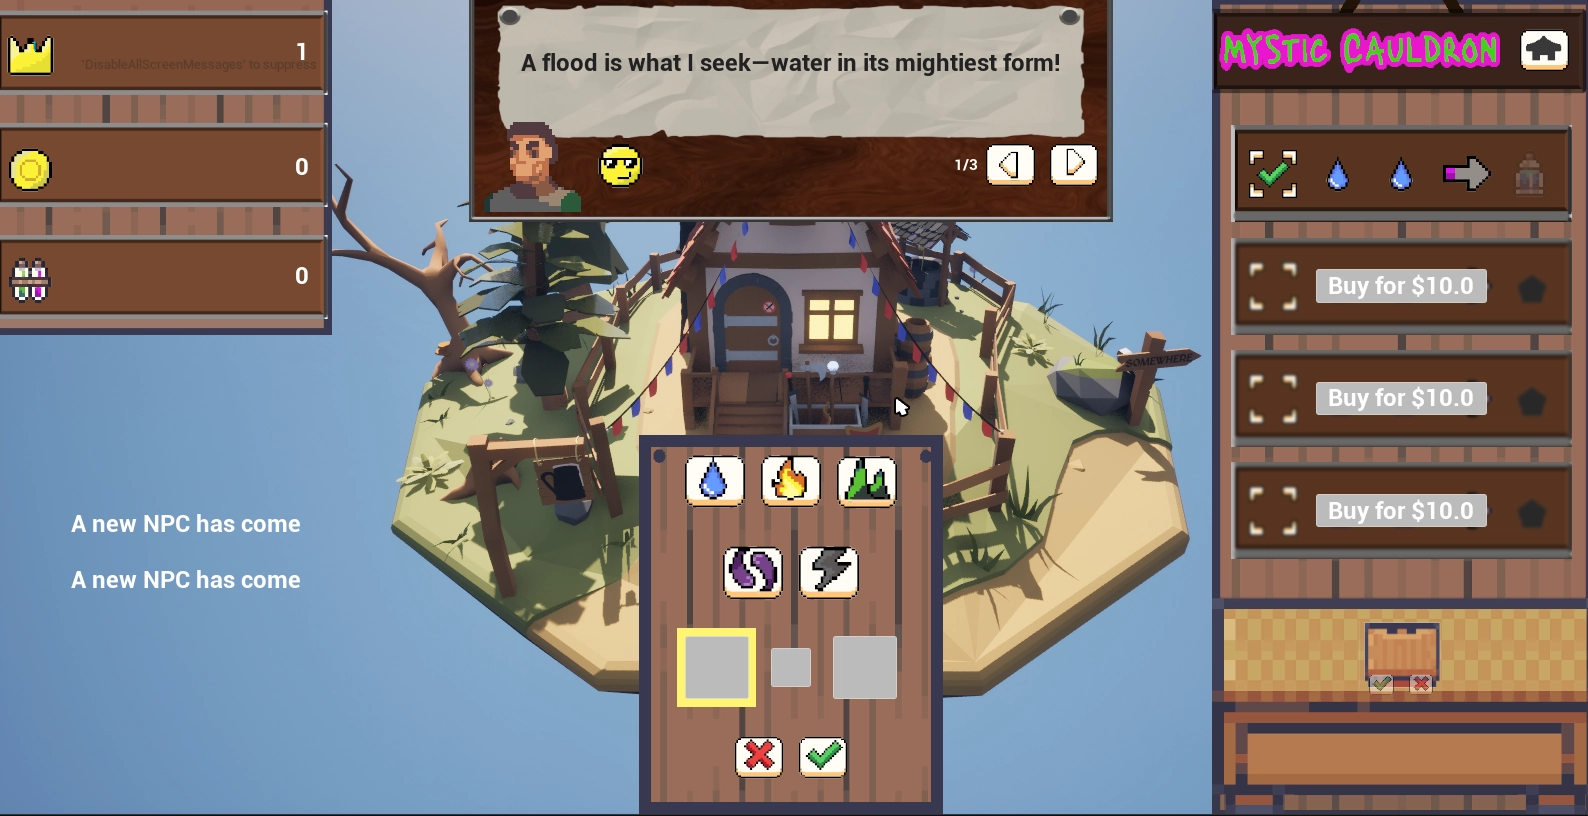 1
'DisableAllScreenMessages' to suppress
0
0
A flood is what I seek—water in its mightiest form!
1/3
MYSTIC CAULDRON
Buy for $10.0
Buy for $10.0
Buy for $10.0
SOMEWHERE
A new NPC has come
A new NPC has come